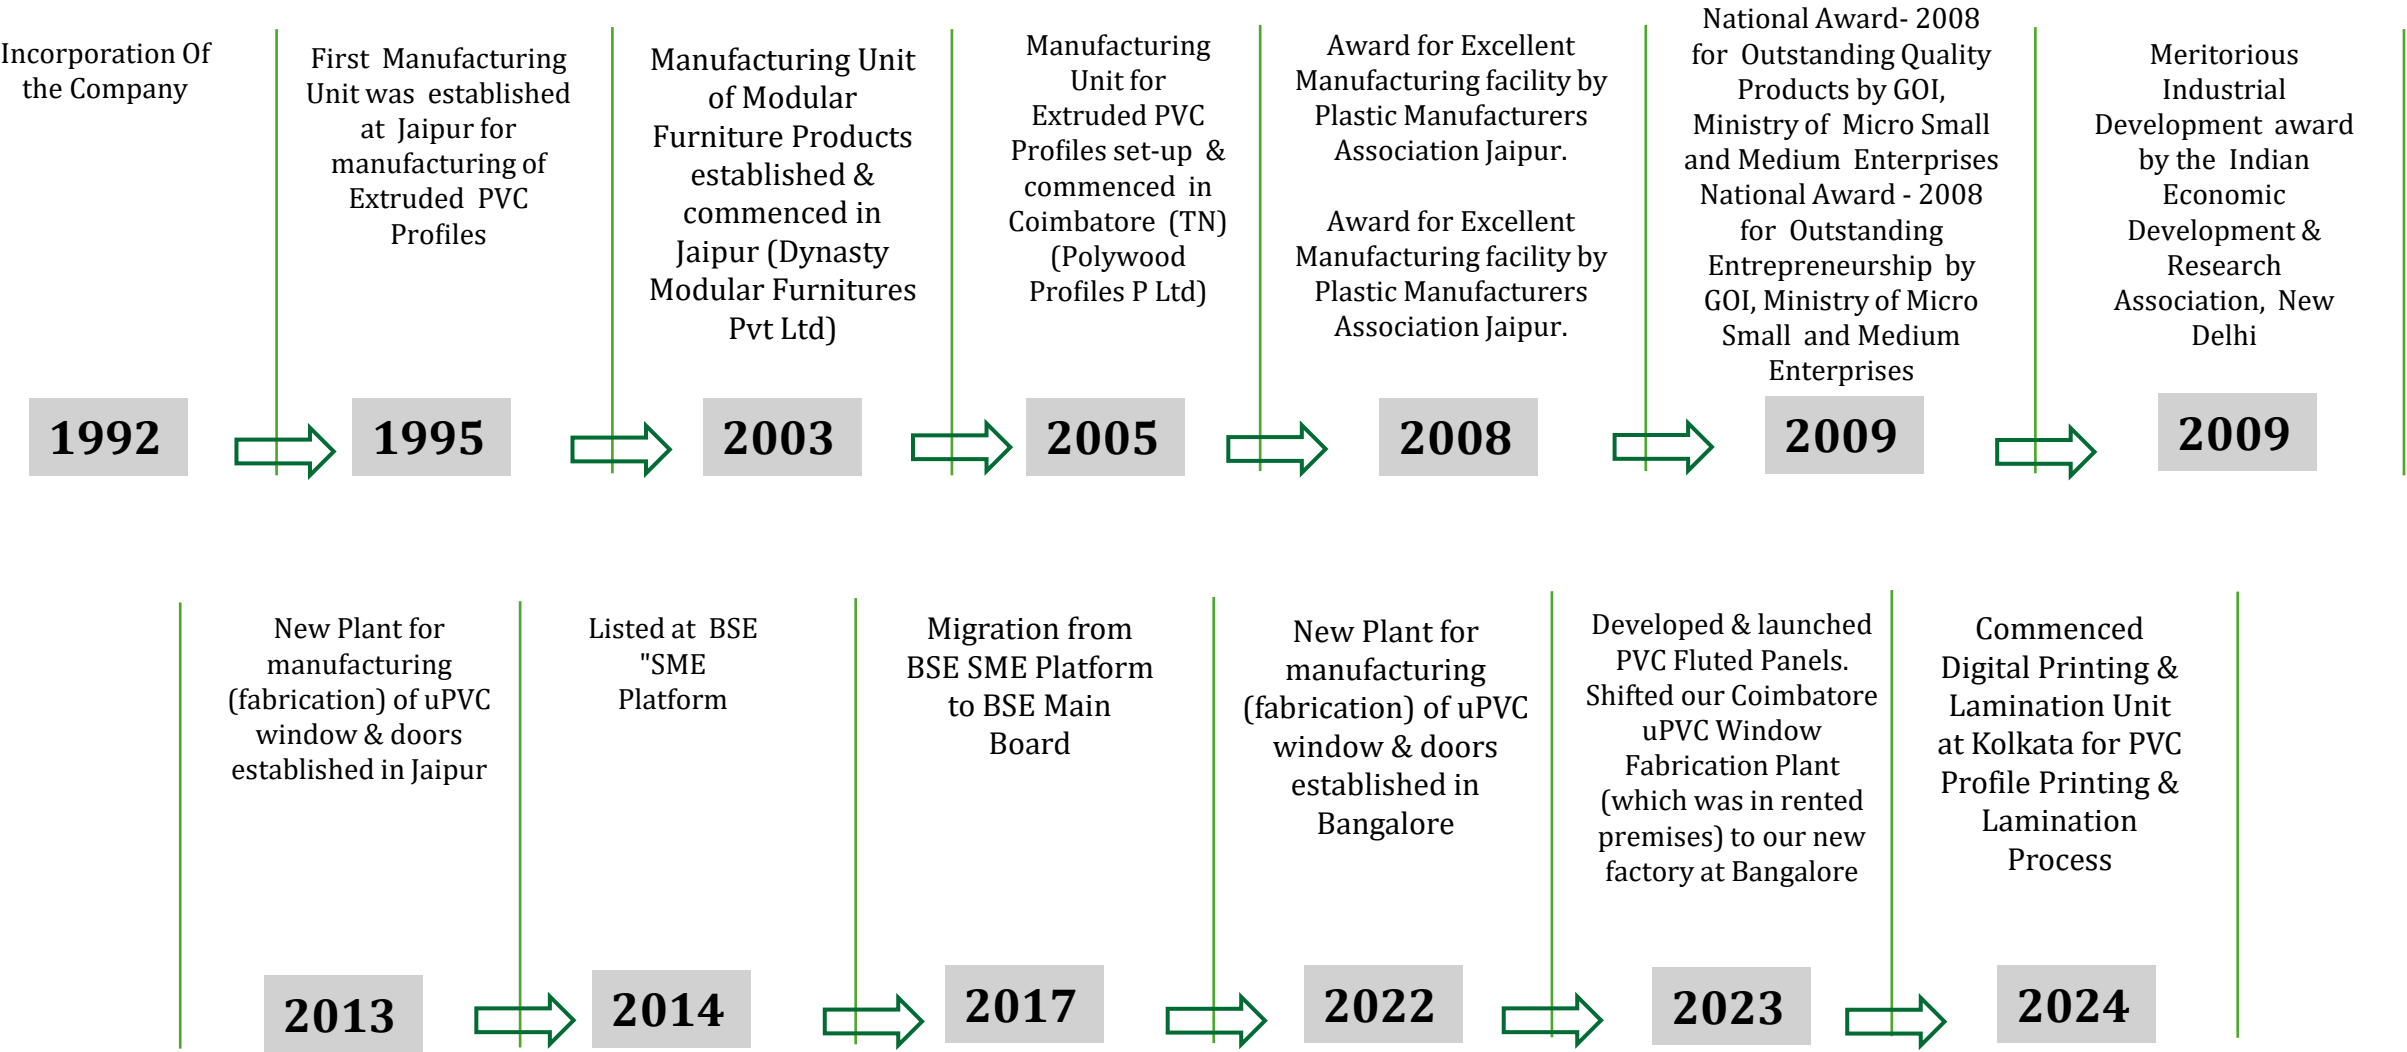 Incorporation Of
the Company
1992
First Manufacturing
Unit was established
at Jaipur for
manufacturing of
Extruded PVC
Profiles
1995
Manufacturing Unit
of Modular
Furniture Products
established &
commenced in
Jaipur (Dynasty
Modular Furnitures
Pvt Ltd)
2003
Manufacturing
Unit for
Extruded PVC
Profiles set-up &
commenced in
Coimbatore (TN)
(Polywood
Profiles P Ltd)
2005
Award for Excellent
Manufacturing facility by
Plastic Manufacturers
Association Jaipur.
Award for Excellent
Manufacturing facility by
Plastic Manufacturers
Association Jaipur.
2008
National Award- 2008
for Outstanding Quality
Products by GOI,
Ministry of Micro Small
and Medium Enterprises
National Award - 2008
for Outstanding
Entrepreneurship by
GOI, Ministry of Micro
Small and Medium
Enterprises
2009
Meritorious
Industrial
Development award
by the Indian
Economic
Development &
Research
Association, New
Delhi
2009
New Plant for
manufacturing
(fabrication) of uPVC
window & doors
established in Jaipur
2013
Listed at BSE
"SME
Platform
2014
Migration from
BSE SME Platform
to BSE Main
Board
2017
New Plant for
manufacturing
(fabrication) of uPVC
window & doors
established in
Bangalore
2022
Developed & launched
PVC Fluted Panels.
Shifted our Coimbatore
uPVC Window
Fabrication Plant
(which was in rented
premises) to our new
factory at Bangalore
2023
Commenced
Digital Printing &
Lamination Unit
at Kolkata for PVC
Profile Printing &
Lamination
Process
2024